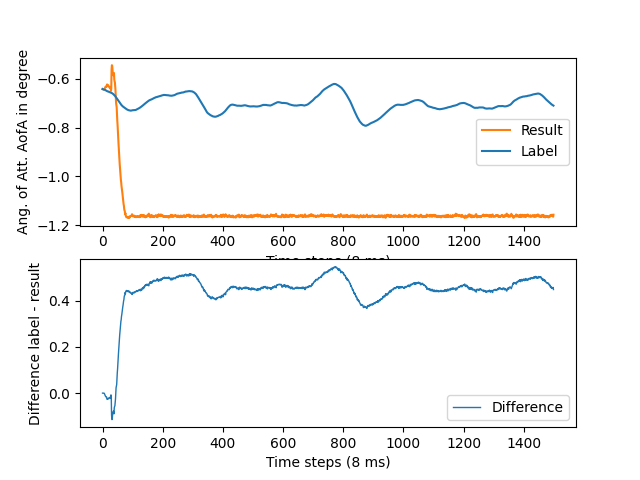 Ang. of Att. AofA in degree
−0.6
−0.8
−1.0
−1.2
Result
Label
0 200 400 600 800 1000 1200 1400
Time steps (8 ms)
Difference label - result
0.4
0.2
0.0
Difference
0 200 400 600 800 1000 1200 1400
Time steps (8 ms)